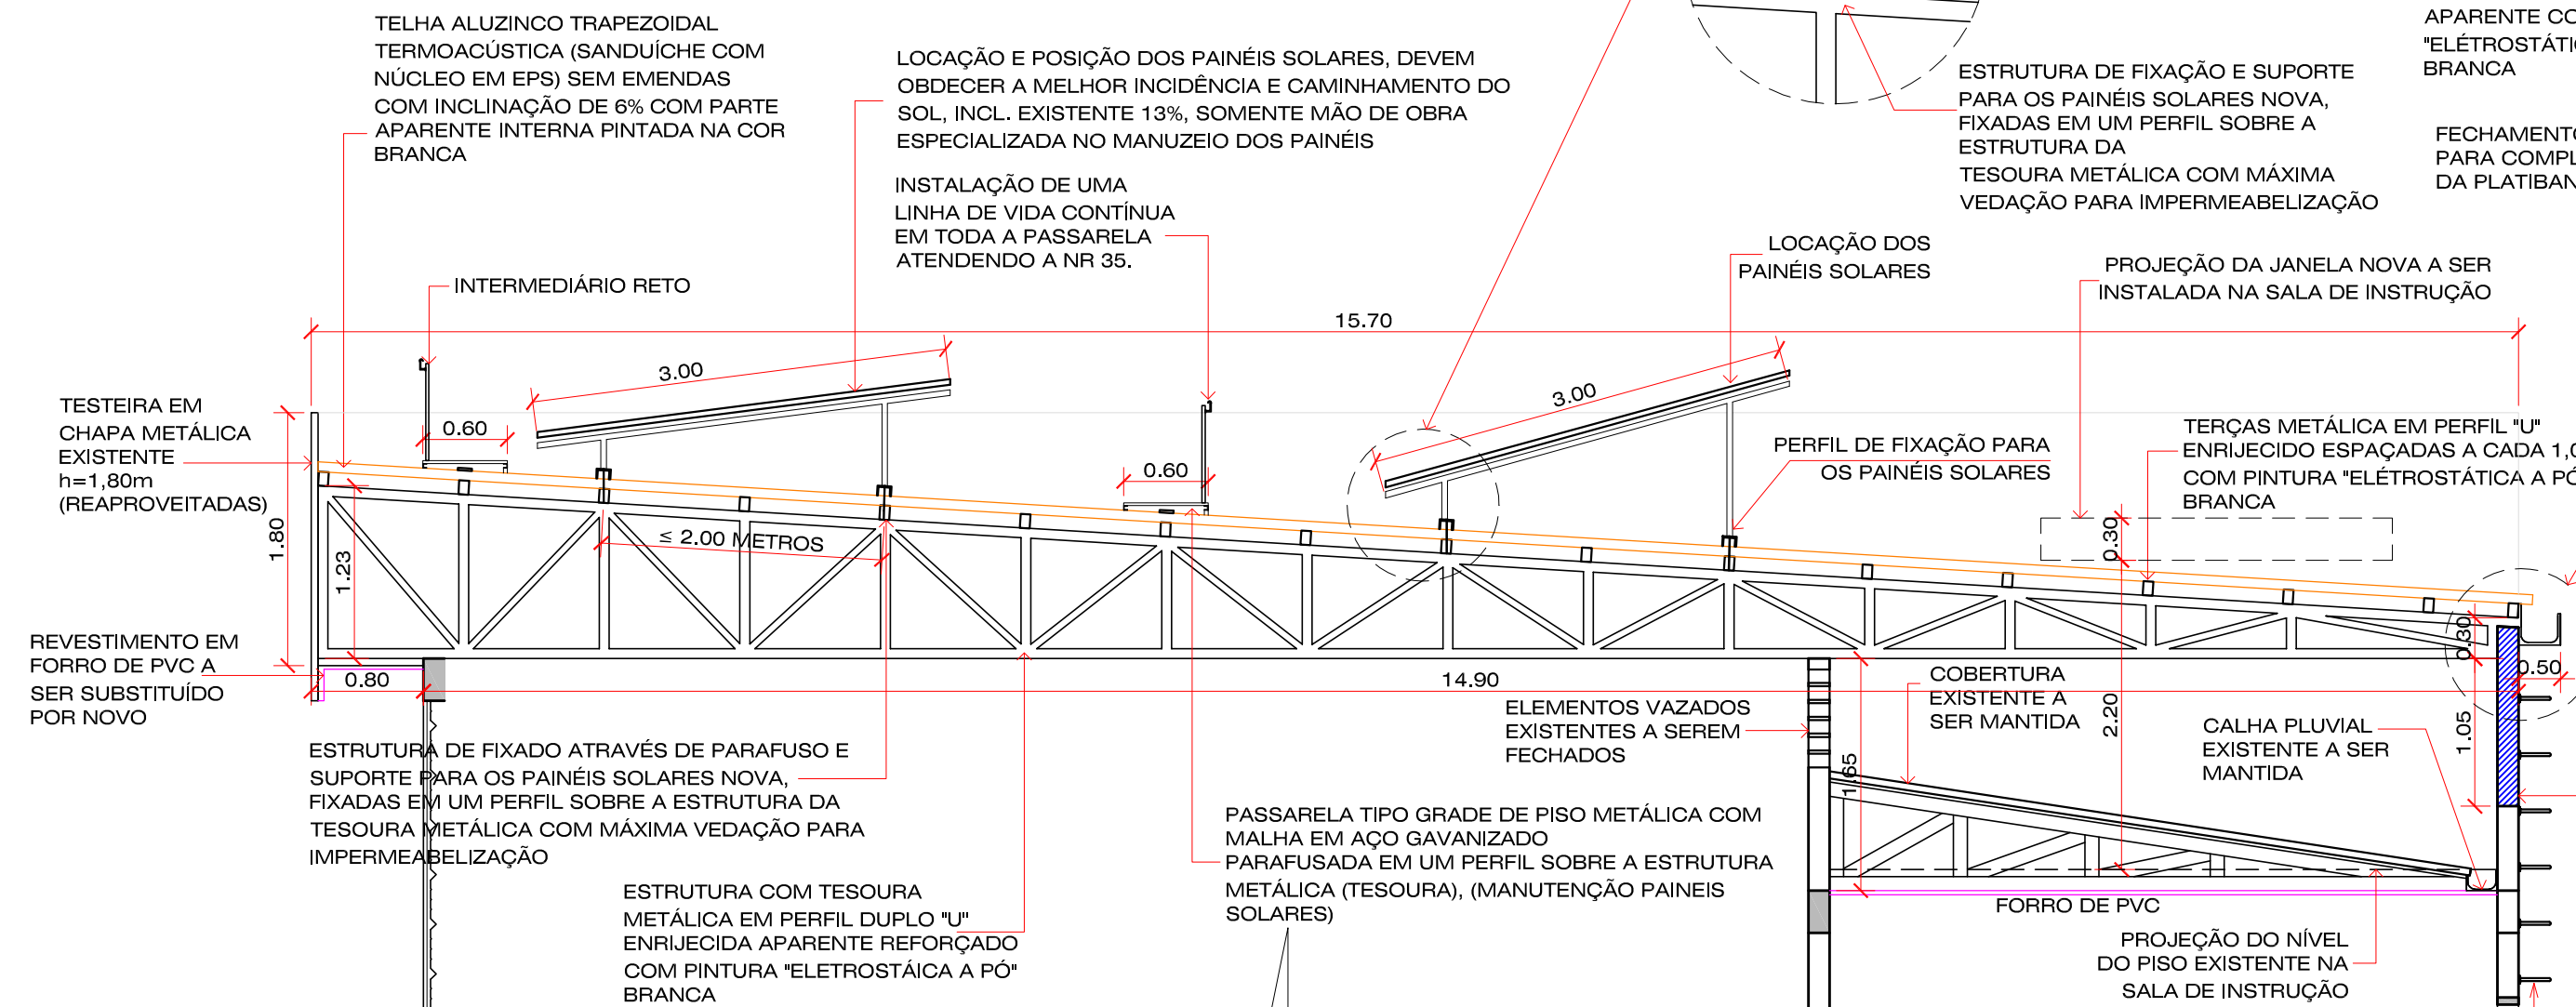 TELHA ALUZINCO TRAPEZOIDAL
TERMOACÚSTICA (SANDUÍCHE COM
NÚCLEO EM EPS) SEM EMENDAS
COM INCLINAÇÃO DE 6% COM PARTE
APARENTE INTERNA PINTADA NA COR
BRANCA
LOCAÇÃO E POSIÇÃO DOS PAINÉIS SOLARES, DEVEM
OBDECER A MELHOR INCIDÊNCIA E CAMINHAMENTO DO
SOL, INCL. EXISTENTE 13%, SOMENTE MÃO DE OBRA
ESPECIALIZADA NO MANUZEIO DOS PAINÉIS
INSTALAÇÃO DE UMA
LINHA DE VIDA CONTÍNUA
EM TODA A PASSARELA
ATENDENDO A NR 35.
ESTRUTURA DE FIXAÇÃO E SUPORTE
PARA OS PAINÉIS SOLARES NOVA,
FIXADAS EM UM PERFIL SOBRE A
ESTRUTURA DA
TESOURA METÁLICA COM MÁXIMA
VEDAÇÃO PARA IMPERMEABELIZAÇÃO
APARENTE CO
"ELÉTROSTÁTI
BRANCA
FECHAMENTO
PARA COMPL
DA PLATIBAN
INTERMEDIÁRIO RETO
LOCAÇÃO DOS
PAINÉIS SOLARES
PROJEÇÃO DA JANELA NOVA A SER
INSTALADA NA SALA DE INSTRUÇÃO
15.70
3.00
3.00
TESTEIRA EM
CHAPA METÁLICA
EXISTENTE
h=1,80m
(REAPROVEITADAS)
0.60
0.60
PERFIL DE FIXAÇÃO PARA
OS PAINÉIS SOLARES
TERÇAS METÁLICA EM PERFIL "U"
ENRIJECIDO ESPAÇADAS A CADA 1,0
COM PINTURA "ELÉTROSTÁTICA A PÓ
BRANCA
1.80
1.23
≤ 2.00 METROS
0.30
0.30
REVESTIMENTO EM
FORRO DE PVC A
SER SUBSTITUÍDO
POR NOVO
0.80
14.90
0.50
ELEMENTOS VAZADOS
EXISTENTES A SEREM
FECHADOS
COBERTURA
EXISTENTE A
SER MANTIDA
2.20
1.05
1.65
CALHA PLUVIAL
EXISTENTE A SER
MANTIDA
ESTRUTURA DE FIXADO ATRAVÉS DE PARAFUSO E
SUPORTE PARA OS PAINÉIS SOLARES NOVA,
FIXADAS EM UM PERFIL SOBRE A ESTRUTURA DA
TESOURA METÁLICA COM MÁXIMA VEDAÇÃO PARA
IMPERMEABELIZAÇÃO
PASSARELA TIPO GRADE DE PISO METÁLICA COM
MALHA EM AÇO GAVANIZADO
PARAFUSADA EM UM PERFIL SOBRE A ESTRUTURA
METÁLICA (TESOURA), (MANUTENÇÃO PAINEIS
SOLARES)
ESTRUTURA COM TESOURA
METÁLICA EM PERFIL DUPLO "U"
ENRIJECIDA APARENTE REFORÇADO
COM PINTURA "ELETROSTÁICA A PÓ"
BRANCA
FORRO DE PVC
PROJEÇÃO DO NÍVEL
DO PISO EXISTENTE NA
SALA DE INSTRUÇÃO